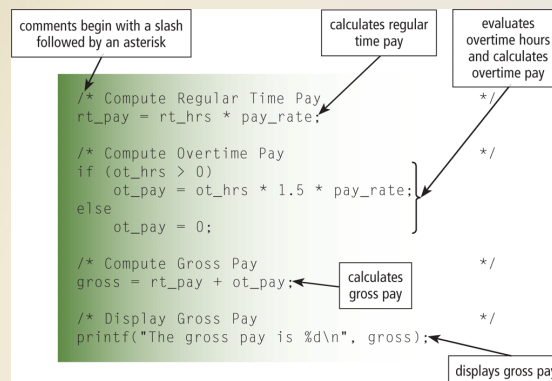 comments begin with a slash
followed by an asterisk
calculates regular
time pay
evaluates
overtime hours
and calculates
overtime pay
/* Compute Regular Time Pay */
rt_pay = rt_hrs * pay_rate;
/* Compute Overtime Pay */
if (ot_hrs > 0)
ot_pay = ot_hrs * 1.5 * pay_rate;
else
ot_pay = 0;
/* Compute Gross Pay */
gross = rt_pay + ot_pay;
calculates
gross pay
/* Display Gross Pay */
printf("The gross pay is %d\n", gross);
displays gross pay